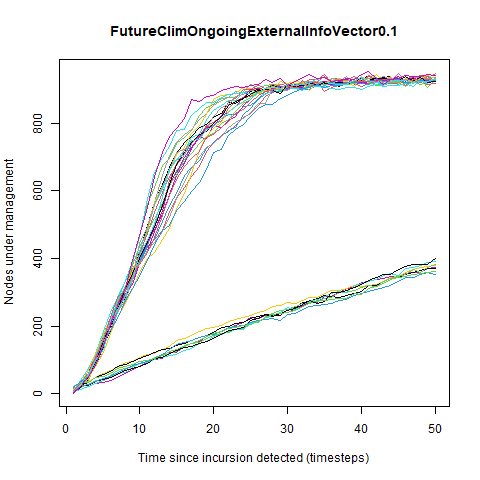 FutureClimOngoingExternalInfoVector0.1
Nodes under management
800
600
400
200
0
0 10 20 30 40 50
Time since incursion detected (timesteps)